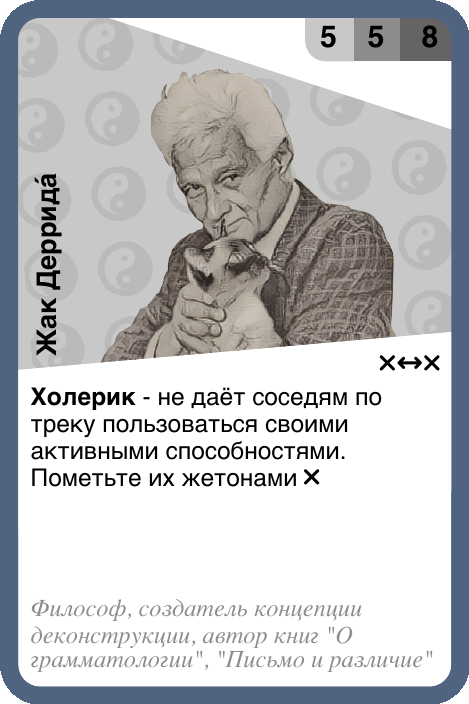 5 5 8
Жак Деррида́
×↔×
Холерик - не даёт соседям по
треку пользоваться своими
активными способностями.
Пометьте их жетонами ×
Философ, создатель концепции
деконструкции, автор книг "О
грамматологии", "Письмо и различие"